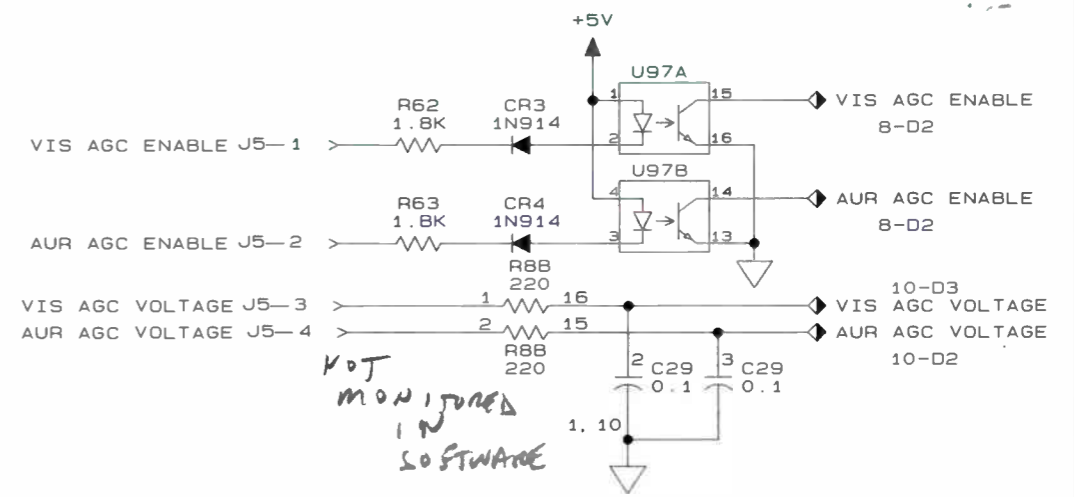 +5V
U97A
R62
1.8K
CR3
1N914
1
15
VIS AGC ENABLE
8-D2
VIS AGC ENABLE J5-1
2
16
U97B
R63
1.8K
CR4
1N914
4
14
AUR AGC ENABLE
8-D2
AUR AGC ENABLE J5-2
3
13
R88
220
10-D3
VIS AGC VOLTAGE J5-3
1
16
VIS AGC VOLTAGE
AUR AGC VOLTAGE J5-4
2
15
AUR AGC VOLTAGE
10-D2
R88
220
2
C29
0.1
3
C29
0.1
1, 10
NOT
MONITORED
IN
SOFTWARE